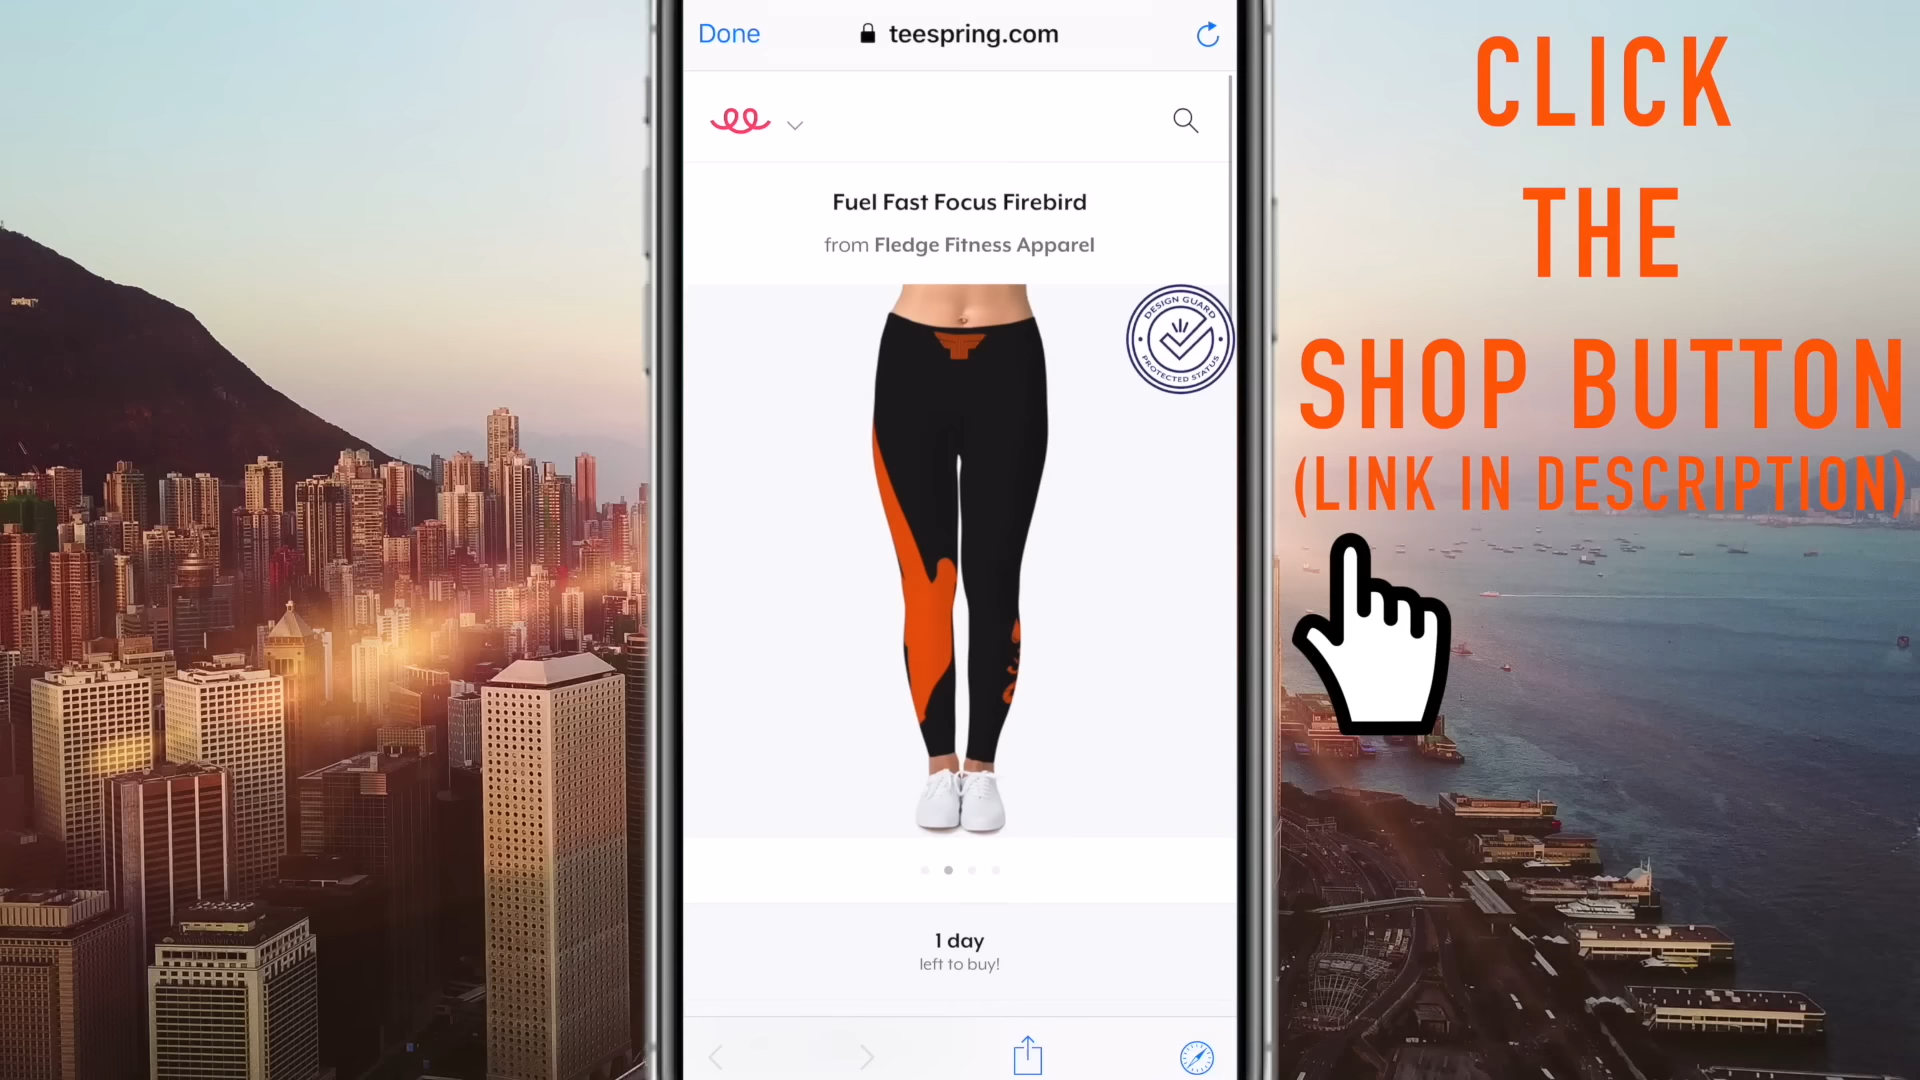 Done
teespring.com
Fuel Fast Focus Firebird
from Fledge Fitness Apparel
DESIGN GUARD
PROTECTED STATUS
1 day
left to buy!
CLICK
THE
SHOP BUTTON
(LINK IN DESCRIPTION)